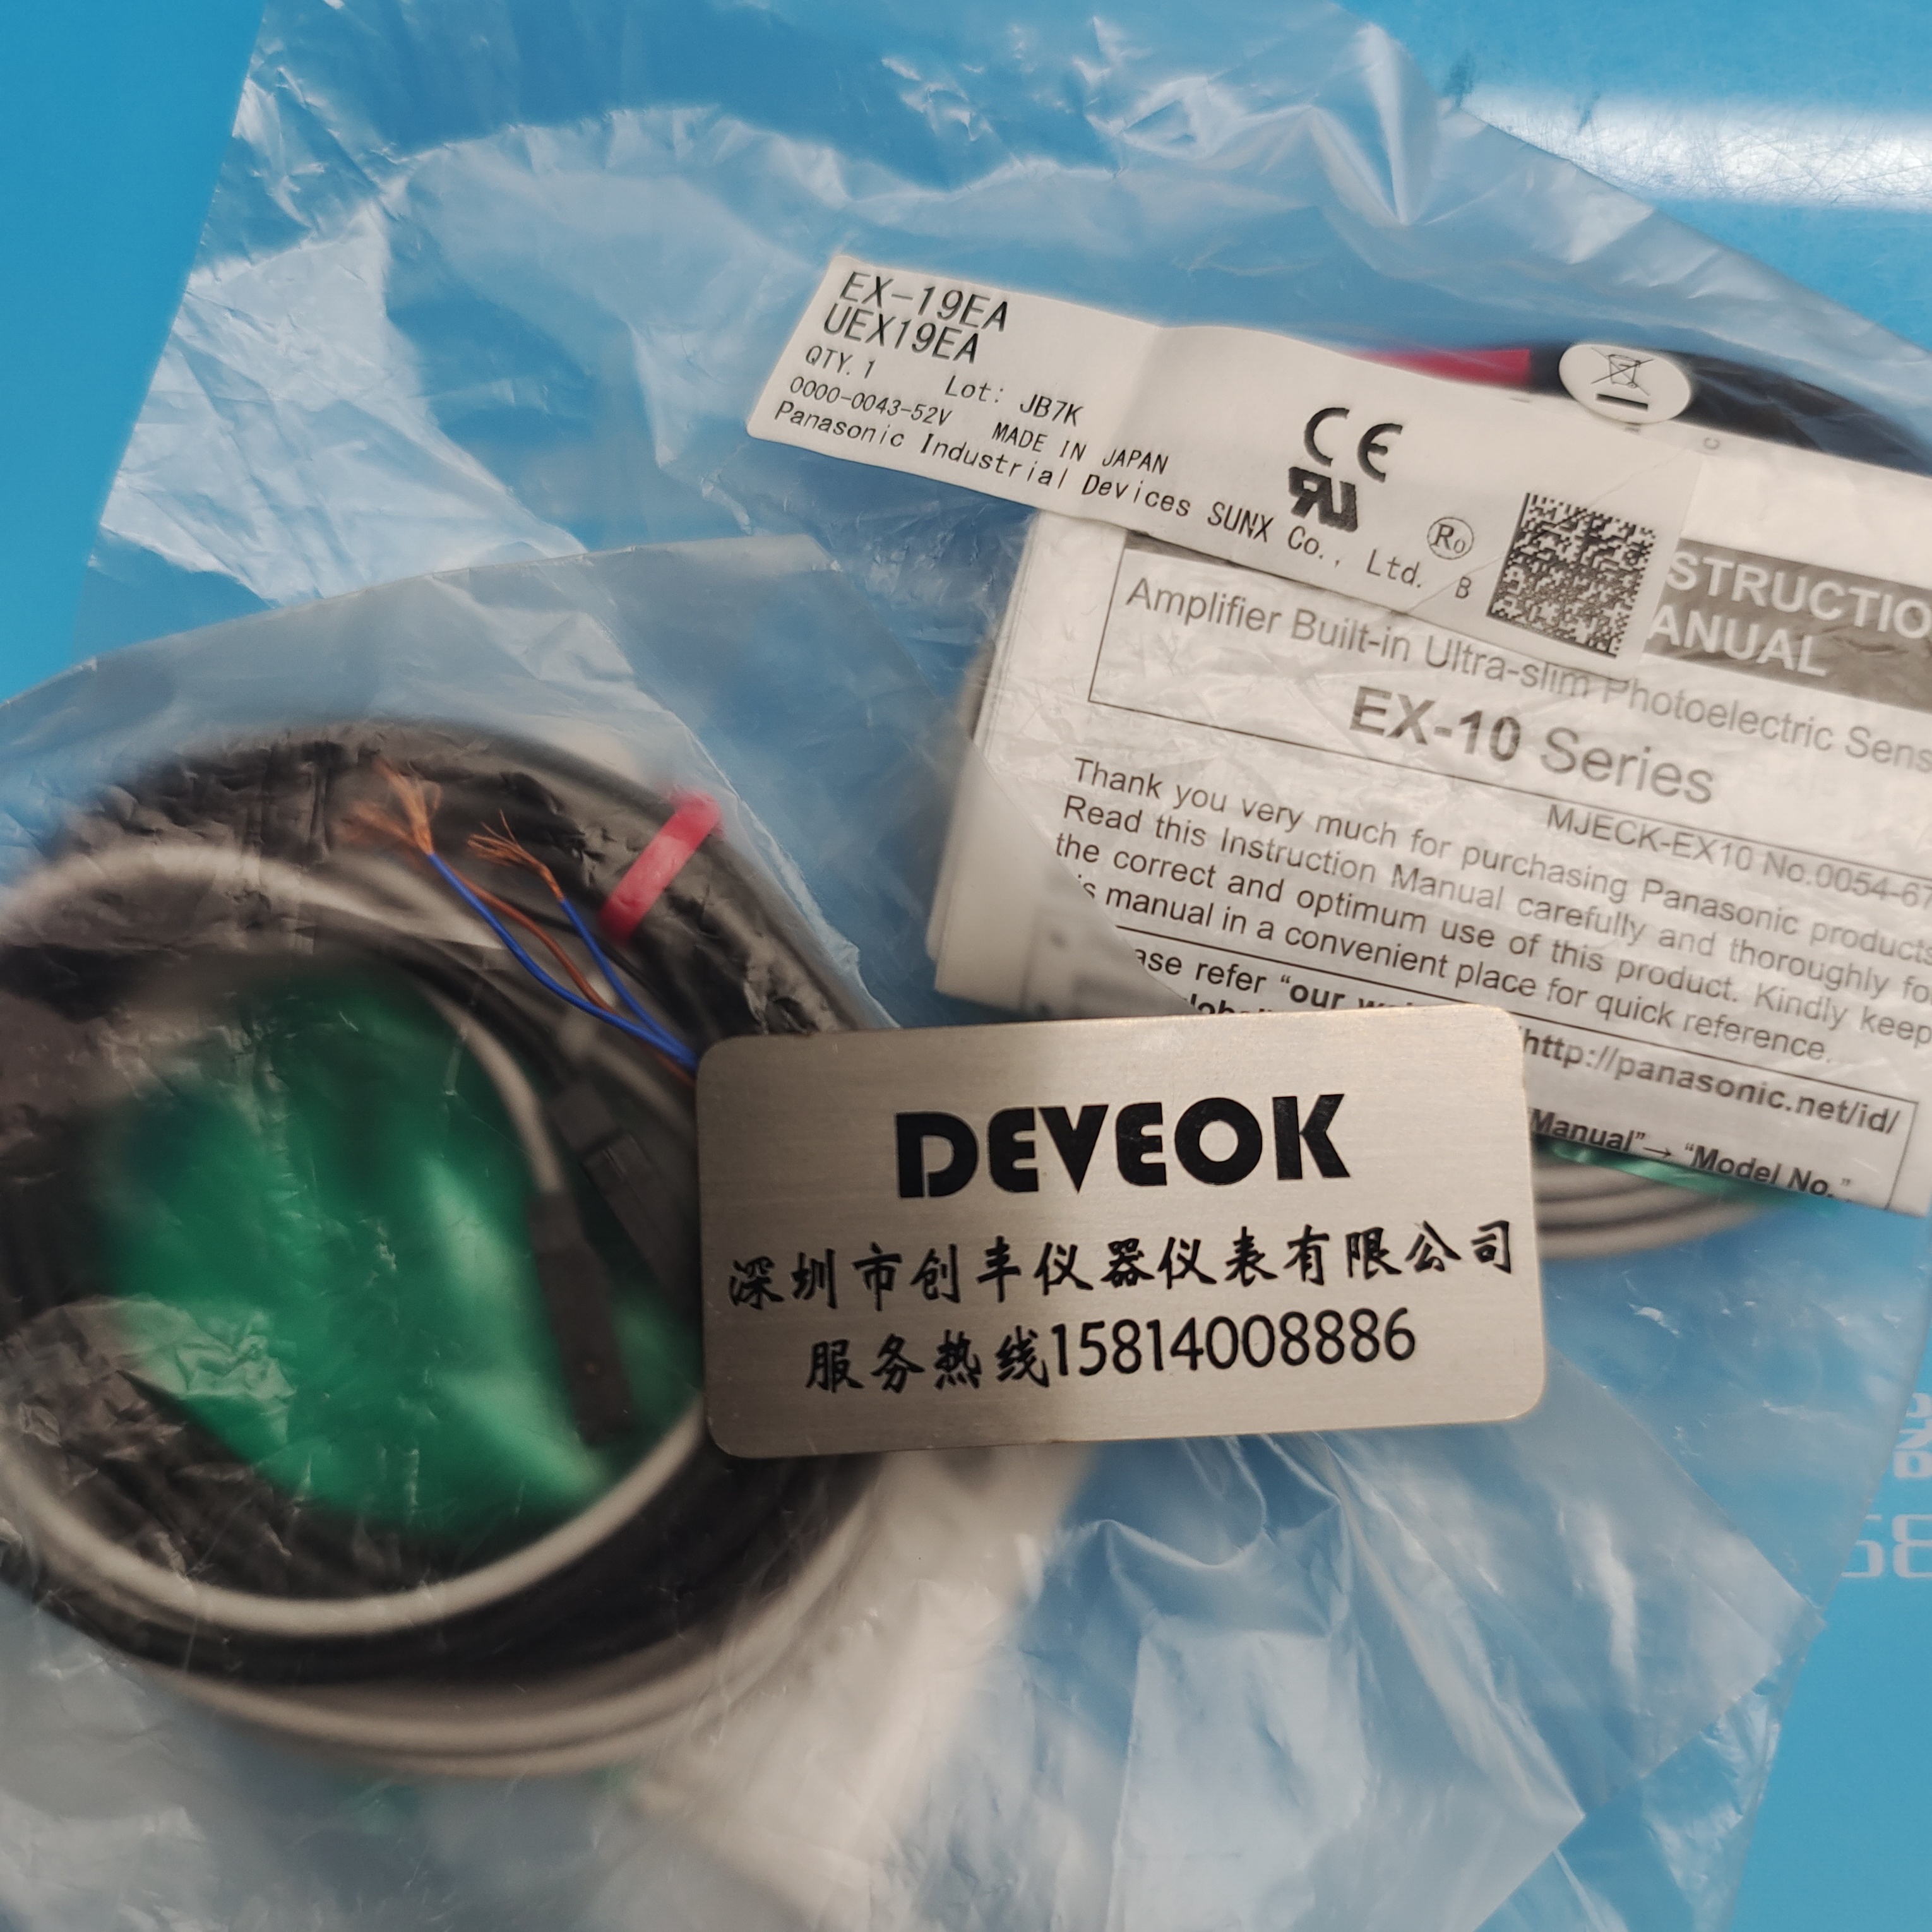 EX-19EA
UEX19EA
QTY. 1 Lot: JB7K
0000-0043-52V MADE IN JAPAN
Panasonic Industrial Devices SUNX Co., Ltd. B
CE
Ro
STRUCTIO
ANUAL
Amplifier Built-in Ultra-slim Photoelectric Sens
EX-10 Series
MJECK-EX10 No.0054-67
Thank you very much for purchasing Panasonic products
Read this Instruction Manual carefully and thoroughly fo
the correct and optimum use of this product. Kindly keep
is manual in a convenient place for quick reference.
ase refer “our
http://panasonic.net/id/
Manual”→ “Model No.”
DEVEOK
深圳市创丰仪器仪表有限公司
服务热线15814008886